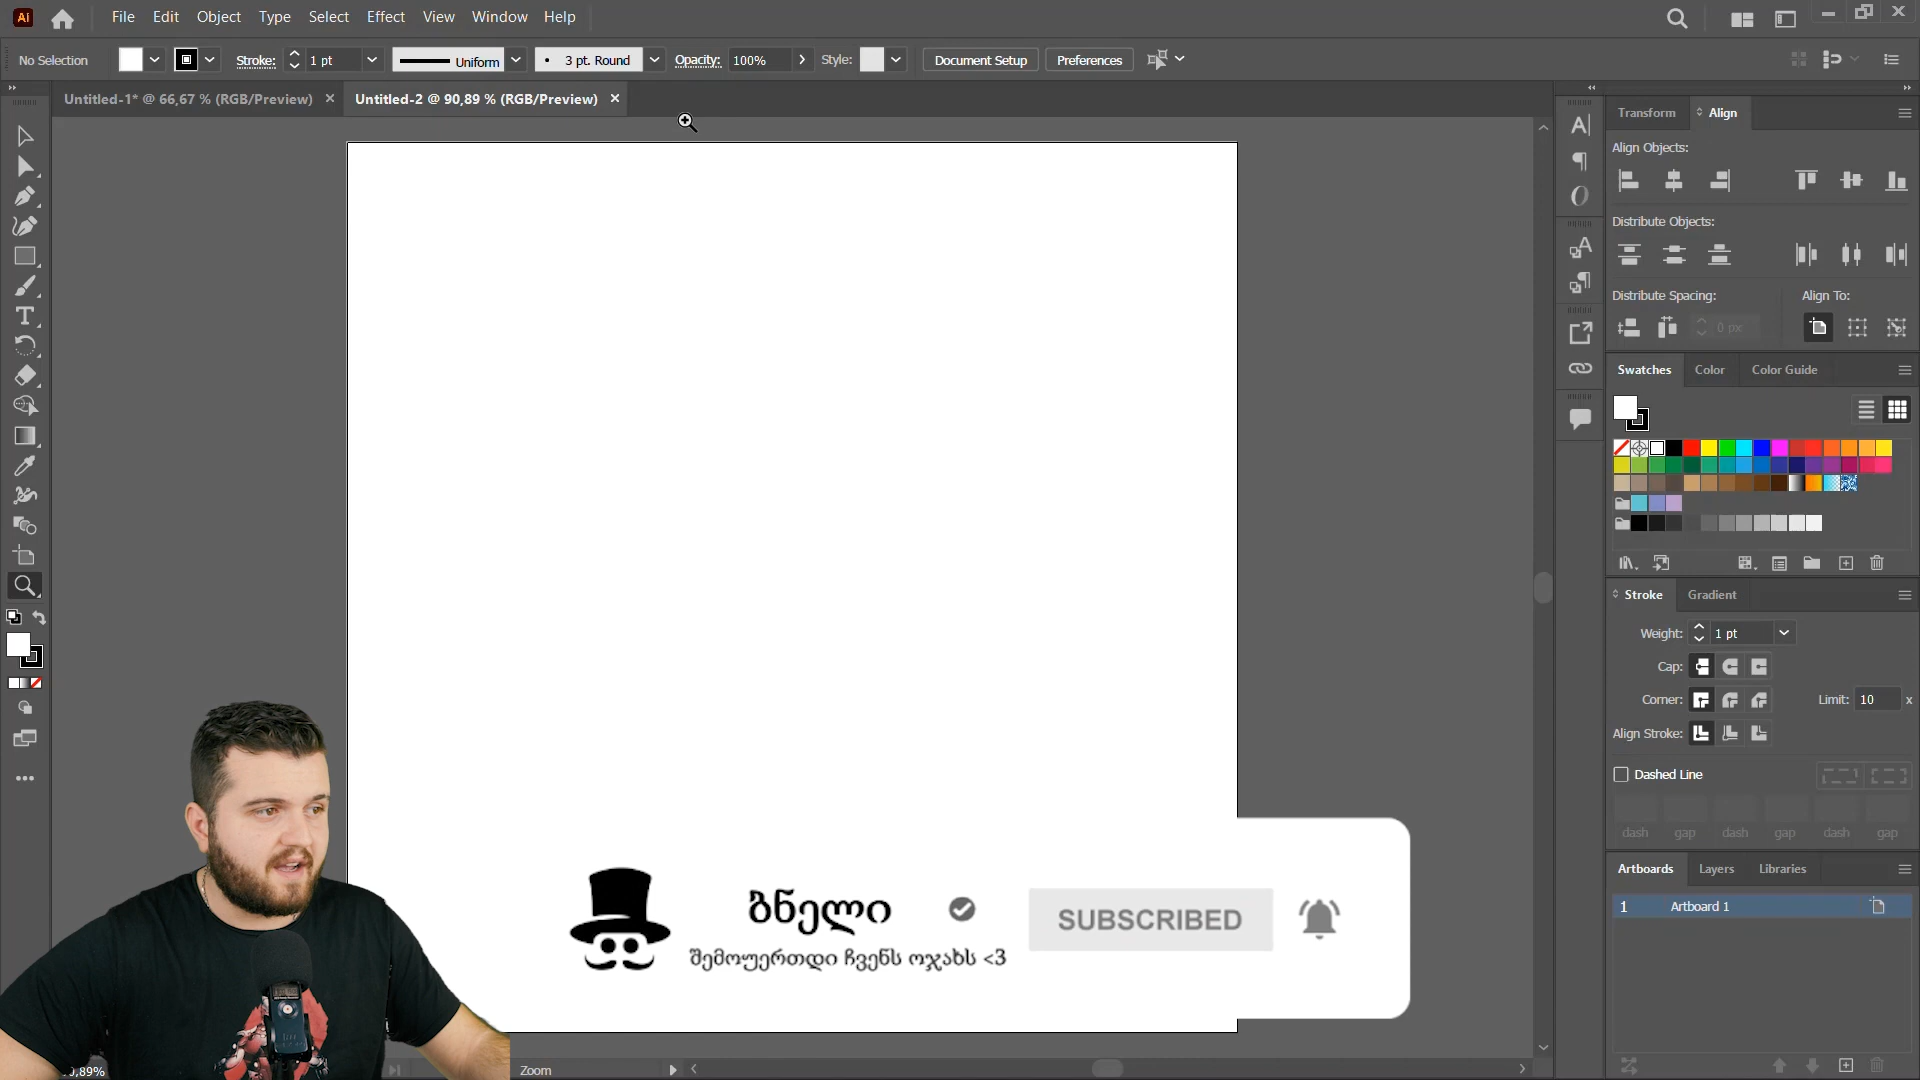 Ai File Edit Object Type Select Effect View Window Help
No Selection Stroke: 1 pt Uniform 3 pt. Round Opacity: 100% Style: Document Setup Preferences
Untitled-1* @ 66,67 % (RGB/Preview) Untitled-2 @ 90,89 % (RGB/Preview)
Transform Align
Align Objects:
Distribute Objects:
Distribute Spacing: Align To:
0 px
Swatches Color Color Guide
Stroke Gradient
Weight: 1 pt
Cap:
Corner: Limit: 10 x
Align Stroke:
Dashed Line
dash gap dash gap dash gap
Artboards Layers Libraries
1 Artboard 1
ბნელი
შემოუერთდი ჩვენს ოჯახს <3
SUBSCRIBED
,89% Zoom